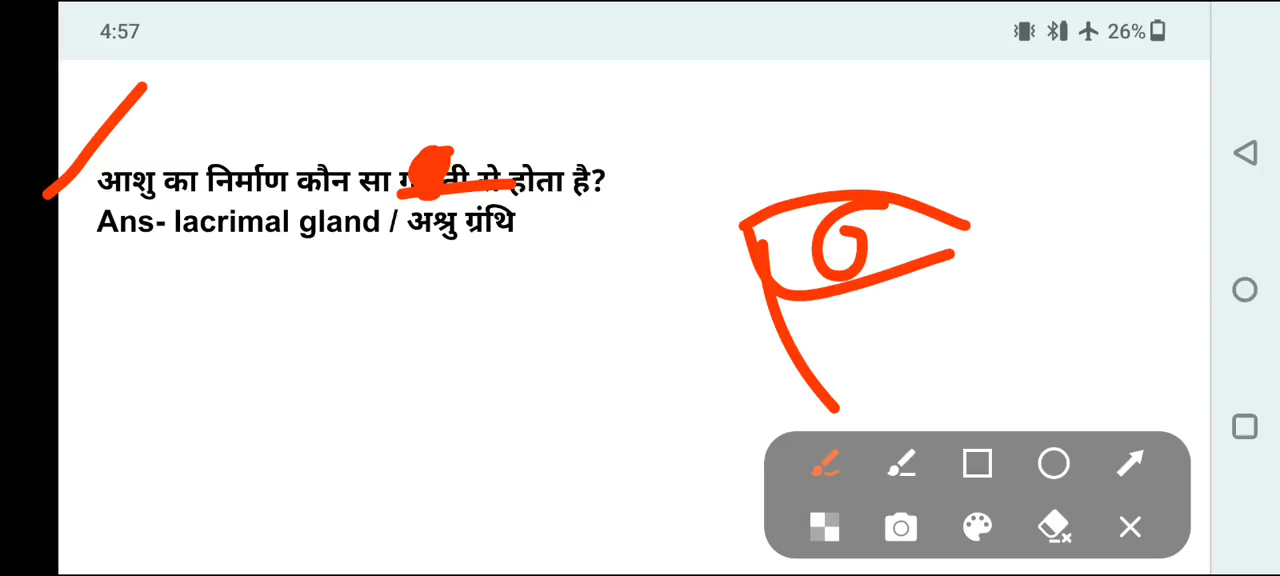 4:57
26%
आशु का निर्माण कौन सा से होता है?
Ans- lacrimal gland / अश्रु ग्रंथि